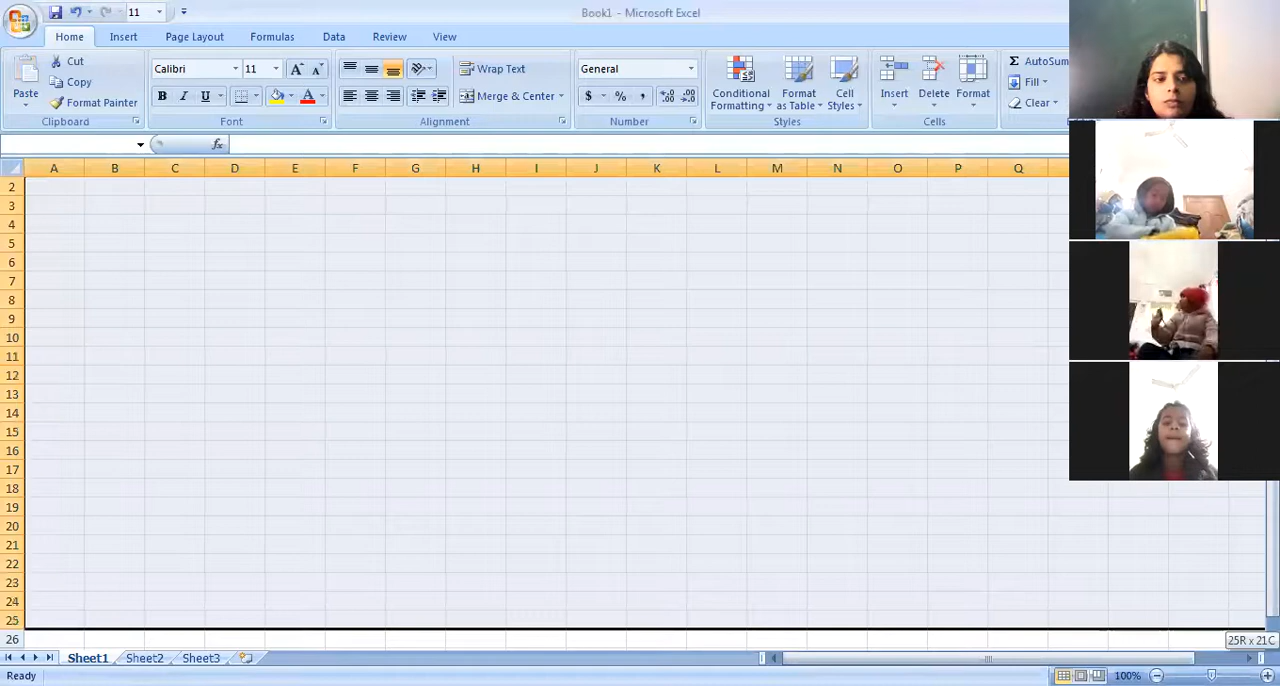 11
Book1 - Microsoft Excel
Home Insert Page Layout Formulas Data Review View
Paste
Cut
Copy
Format Painter
Clipboard
Calibri 11
B I U A
Font
Wrap Text
Merge & Center
Alignment
General
$ % ,
Number
Conditional Formatting
Format as Table
Cell Styles
Styles
Insert Delete Format
Cells
Σ AutoSum
Fill
Clear
fx
A B C D E F G H I J K L M N O P Q
2
3
4
5
6
7
8
9
10
11
12
13
14
15
16
17
18
19
20
21
22
23
24
25
26
25R x 21C
Sheet1 Sheet2 Sheet3
Ready 100%